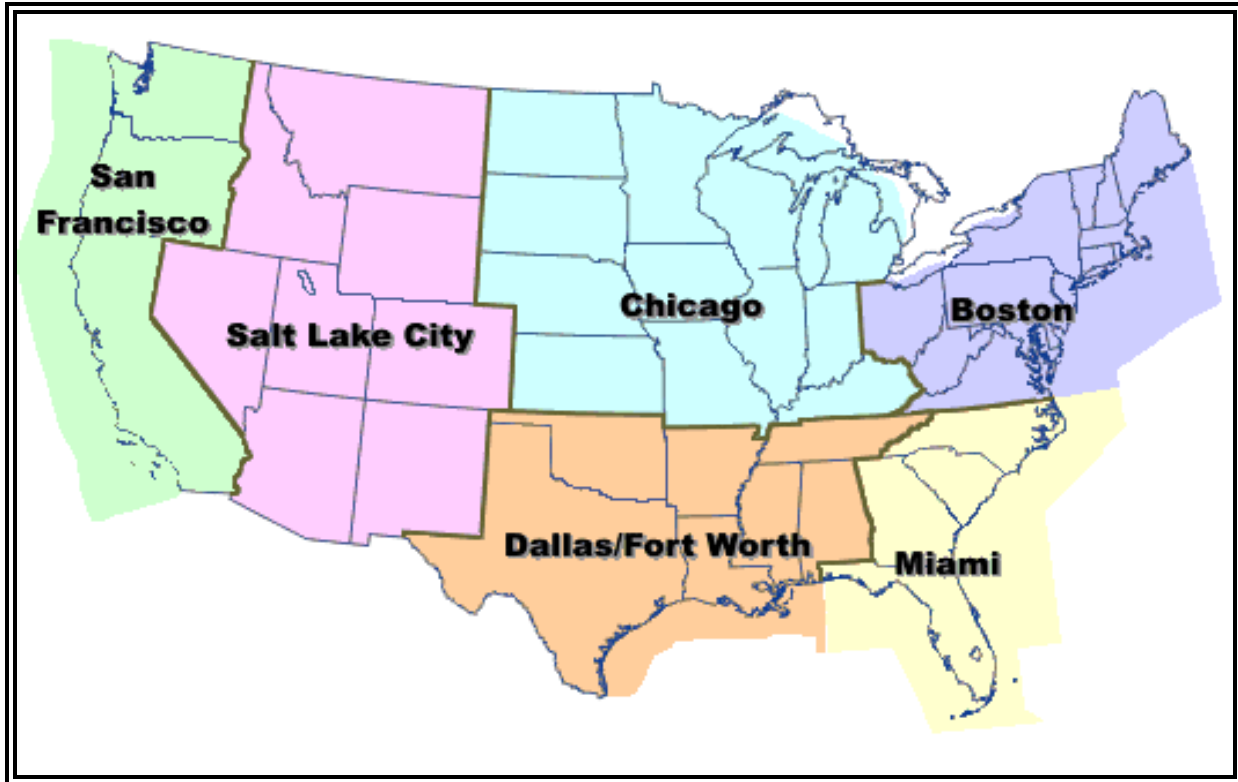 San
Francisco
Salt Lake City
Chicago
Boston
Dallas/Fort Worth
Miami